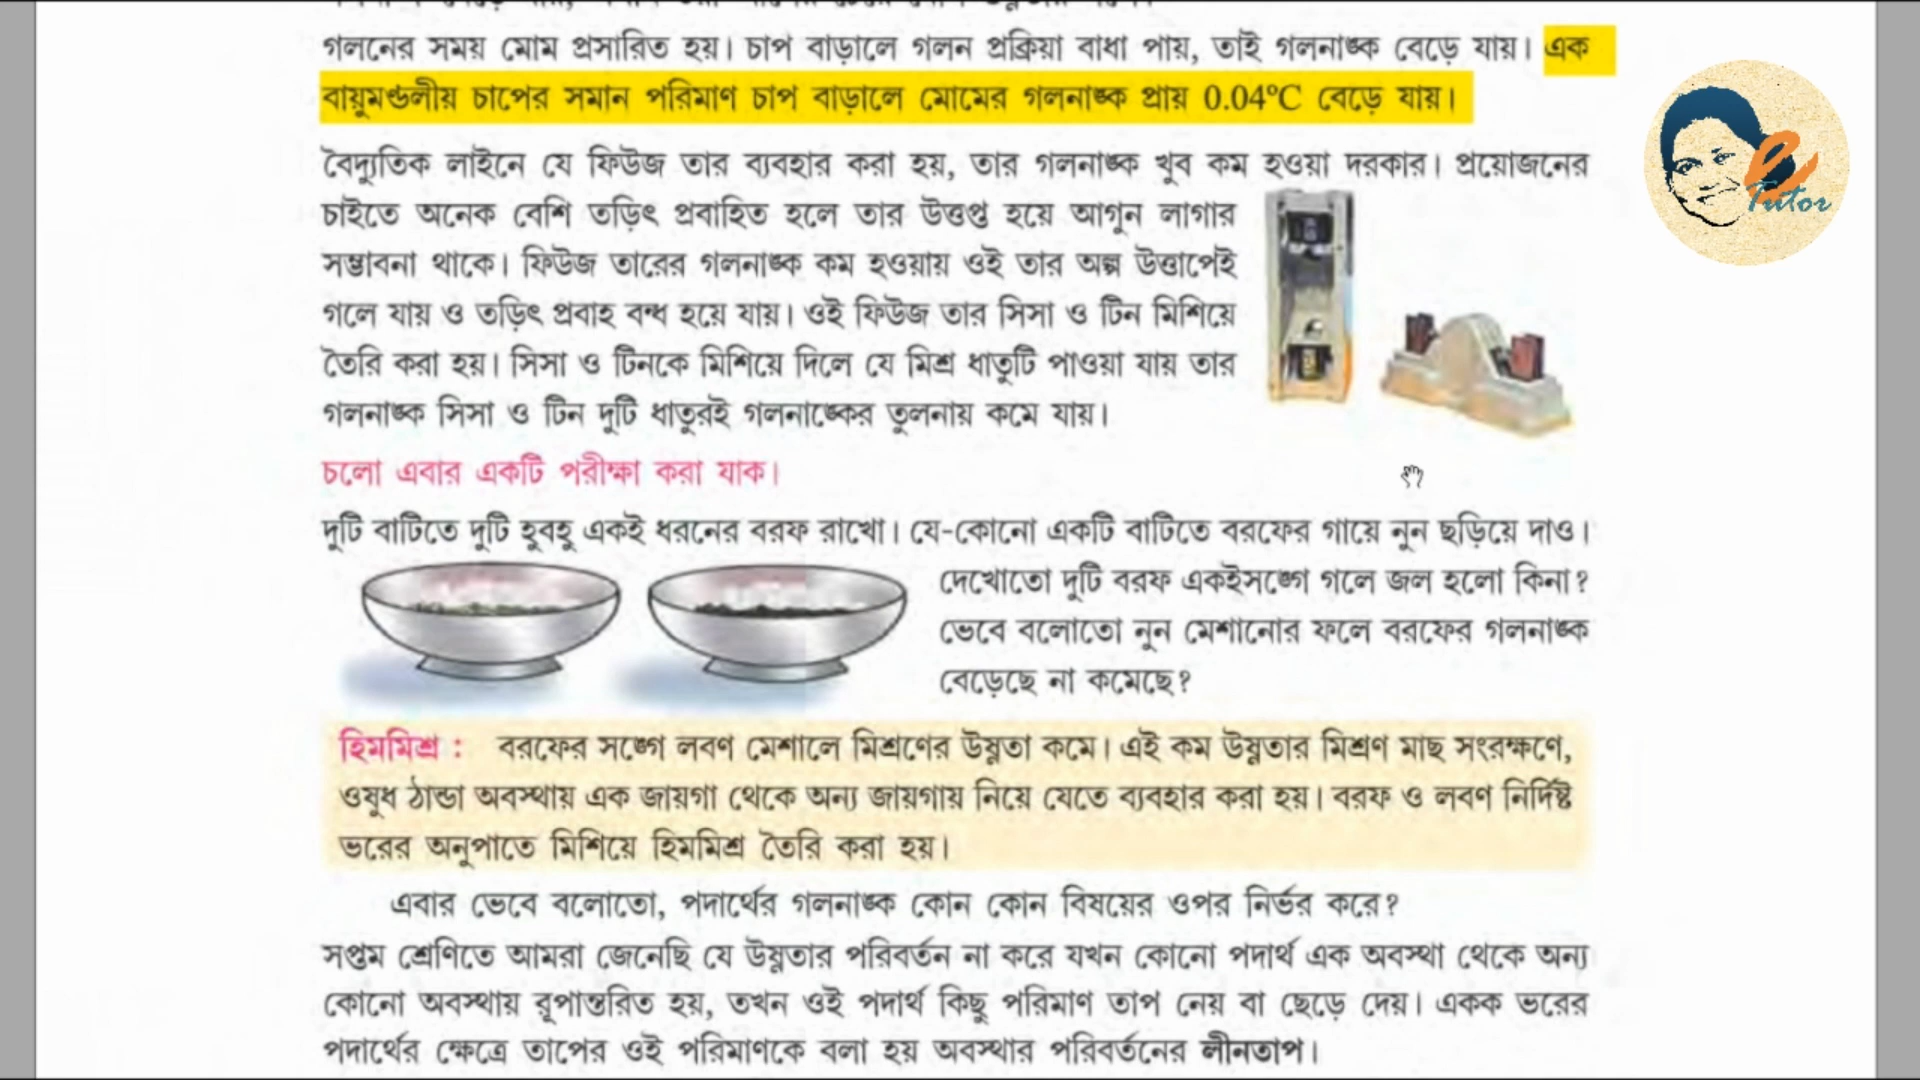 গলনের সময় মোম প্রসারিত হয়। চাপ বাড়ালে গলন প্রক্রিয়া বাধা পায়, তাই গলনাঙ্ক বেড়ে যায়। এক
বায়ুমণ্ডলীয় চাপের সমান পরিমাণ চাপ বাড়ালে মোমের গলনাঙ্ক প্রায় 0.04°C বেড়ে যায়।
বৈদ্যুতিক লাইনে যে ফিউজ তার ব্যবহার করা হয়, তার গলনাঙ্ক খুব কম হওয়া দরকার। প্রয়োজনের
চাইতে অনেক বেশি তড়িৎ প্রবাহিত হলে তার উত্তপ্ত হয়ে আগুন লাগার
সম্ভাবনা থাকে। ফিউজ তারের গলনাঙ্ক কম হওয়ায় ওই তার অল্প উত্তাপেই
গলে যায় ও তড়িৎ প্রবাহ বন্ধ হয়ে যায়। ওই ফিউজ তার সিসা ও টিন মিশিয়ে
তৈরি করা হয়। সিসা ও টিনকে মিশিয়ে দিলে যে মিশ্র ধাতুটি পাওয়া যায় তার
গলনাঙ্ক সিসা ও টিন দুটি ধাতুরই গলনাঙ্কের তুলনায় কমে যায়।
চলো এবার একটি পরীক্ষা করা যাক।
দুটি বাটিতে দুটি হুবহু একই ধরনের বরফ রাখো। যে-কোনো একটি বাটিতে বরফের গায়ে নুন ছড়িয়ে দাও।
দেখোতো দুটি বরফ একইসঙ্গে গলে জল হলো কিনা?
ভেবে বলোতো নুন মেশানোর ফলে বরফের গলনাঙ্ক
বেড়েছে না কমেছে?
হিমমিশ্র : বরফের সঙ্গে লবণ মেশালে মিশ্রণের উষ্ণতা কমে। এই কম উষ্ণতার মিশ্রণ মাছ সংরক্ষণে,
ওষুধ ঠান্ডা অবস্থায় এক জায়গা থেকে অন্য জায়গায় নিয়ে যেতে ব্যবহার করা হয়। বরফ ও লবণ নির্দিষ্ট
ভরের অনুপাতে মিশিয়ে হিমমিশ্র তৈরি করা হয়।
এবার ভেবে বলোতো, পদার্থের গলনাঙ্ক কোন কোন বিষয়ের ওপর নির্ভর করে?
সপ্তম শ্রেণিতে আমরা জেনেছি যে উষ্ণতার পরিবর্তন না করে যখন কোনো পদার্থ এক অবস্থা থেকে অন্য
কোনো অবস্থায় রূপান্তরিত হয়, তখন ওই পদার্থ কিছু পরিমাণ তাপ নেয় বা ছেড়ে দেয়। একক ভরের
পদার্থের ক্ষেত্রে তাপের ওই পরিমাণকে বলা হয় অবস্থার পরিবর্তনের লীনতাপ।
e Tutor